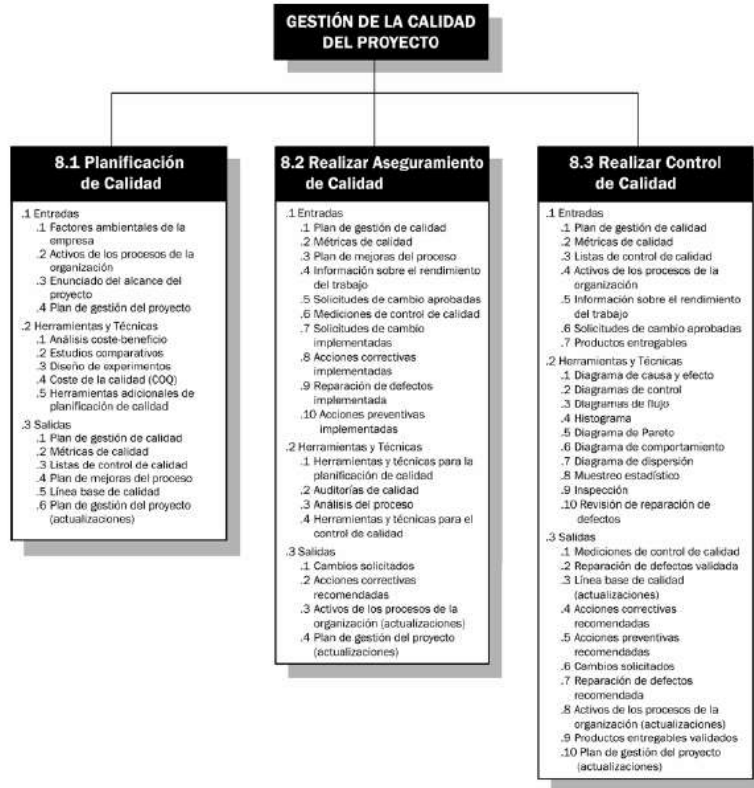 GESTIÓN DE LA CALIDAD
DEL PROYECTO
8.1 Planificación
de Calidad
.1 Entradas
.1 Factores ambientales de la
empresa
.2 Activos de los procesos de la
organización
.3 Enunciado del alcance del
proyecto
.4 Plan de gestión del proyecto
.2 Herramientas y Técnicas
.1 Análisis coste-beneficio
.2 Estudios comparativos
.3 Diseño de experimentos
.4 Coste de la calidad (COQ)
.5 Herramientas adicionales de
planificación de calidad
.3 Salidas
.1 Plan de gestión de calidad
.2 Métricas de calidad
.3 Listas de control de calidad
.4 Plan de mejoras del proceso
.5 Línea base de calidad
.6 Plan de gestión del proyecto
(actualizaciones)
8.2 Realizar Aseguramiento
de Calidad
.1 Entradas
.1 Plan de gestión de calidad
.2 Métricas de calidad
.3 Plan de mejoras del proceso
.4 Información sobre el rendimiento
del trabajo
.5 Solicitudes de cambio aprobadas
.6 Mediciones de control de calidad
.7 Solicitudes de cambio
implementadas
.8 Acciones correctivas
implementadas
.9 Reparación de defectos
implementada
.10 Acciones preventivas
implementadas
.2 Herramientas y Técnicas
.1 Herramientas y técnicas para la
planificación de calidad
.2 Auditorías de calidad
.3 Análisis del proceso
.4 Herramientas y técnicas para el
control de calidad
.3 Salidas
.1 Cambios solicitados
.2 Acciones correctivas
recomendadas
.3 Activos de los procesos de la
organización (actualizaciones)
.4 Plan de gestión del proyecto
(actualizaciones)
8.3 Realizar Control
de Calidad
.1 Entradas
.1 Plan de gestión de calidad
.2 Métricas de calidad
.3 Listas de control de calidad
.4 Activos de los procesos de la
organización
.5 Información sobre el rendimiento
del trabajo
.6 Solicitudes de cambio aprobadas
.7 Productos entregables
.2 Herramientas y Técnicas
.1 Diagrama de causa y efecto
.2 Diagramas de control
.3 Diagramas de flujo
.4 Histograma
.5 Diagrama de Pareto
.6 Diagrama de comportamiento
.7 Diagrama de dispersión
.8 Muestreo estadístico
.9 Inspección
.10 Revisión de reparación de
defectos
.3 Salidas
.1 Mediciones de control de calidad
.2 Reparación de defectos validada
.3 Línea base de calidad
(actualizaciones)
.4 Acciones correctivas
recomendadas
.5 Acciones preventivas
recomendadas
.6 Cambios solicitados
.7 Reparación de defectos
recomendada
.8 Activos de los procesos de la
organización (actualizaciones)
.9 Productos entregables validados
.10 Plan de gestión del proyecto
(actualizaciones)